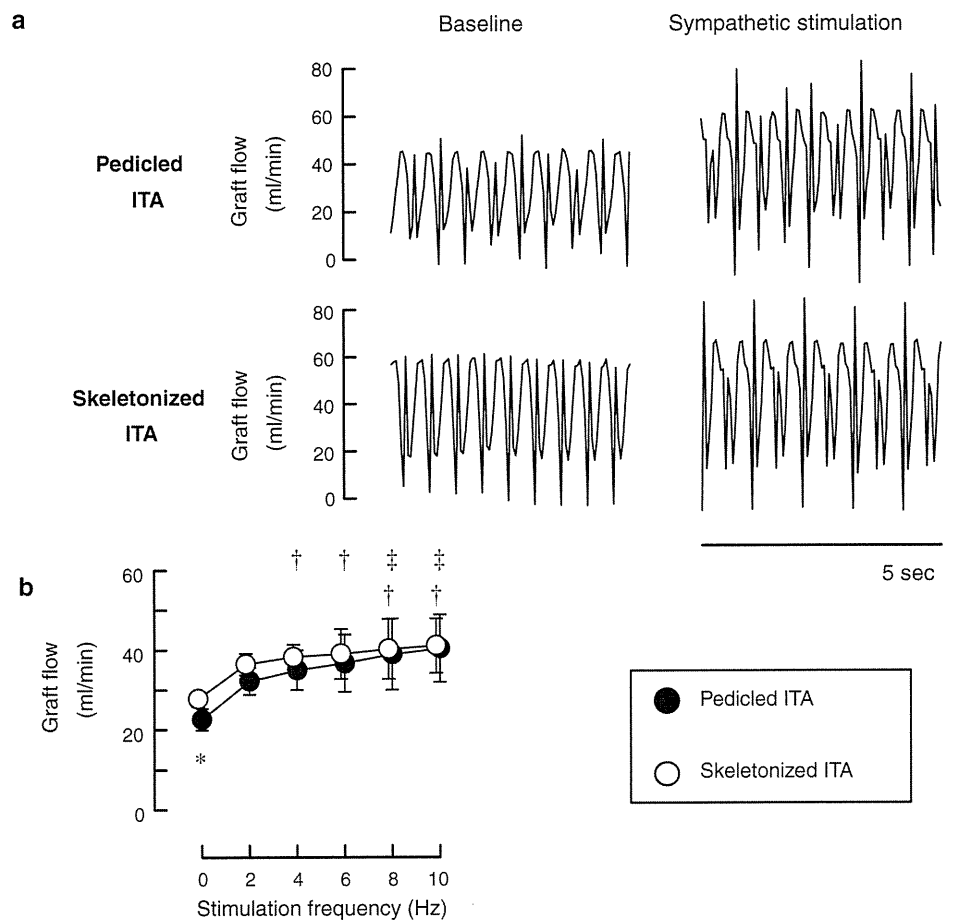 a
Baseline
Sympathetic stimulation
Pedicled
ITA
Graft flow
(ml/min)
80
60
40
20
0
Skeletonized
ITA
Graft flow
(ml/min)
80
60
40
20
0
5 sec
b
Graft flow
(ml/min)
60
40
20
0
† † ‡ ‡
† †
*
0 2 4 6 8 10
Stimulation frequency (Hz)
Pedicled ITA
Skeletonized ITA